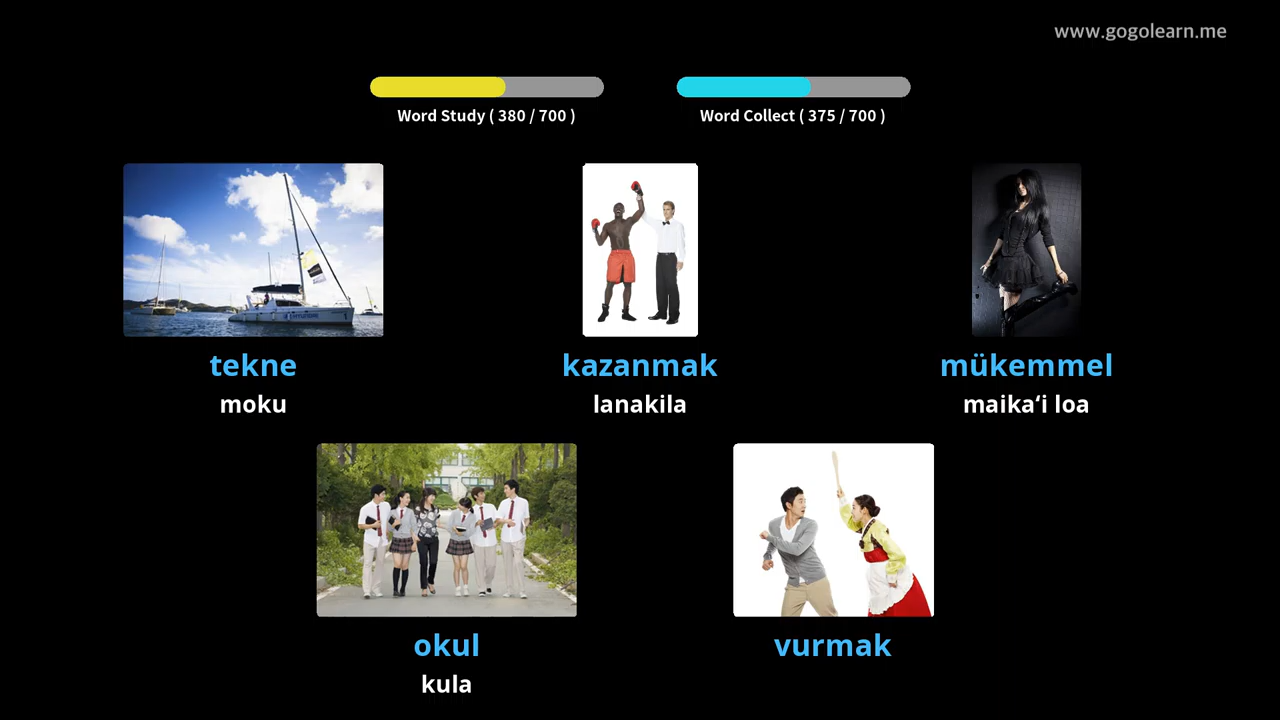 www.gogolearn.me
Word Study ( 380 / 700 )
Word Collect ( 375 / 700 )
tekne
moku
kazanmak
lanakila
mükemmel
maikaʻi loa
okul
kula
vurmak